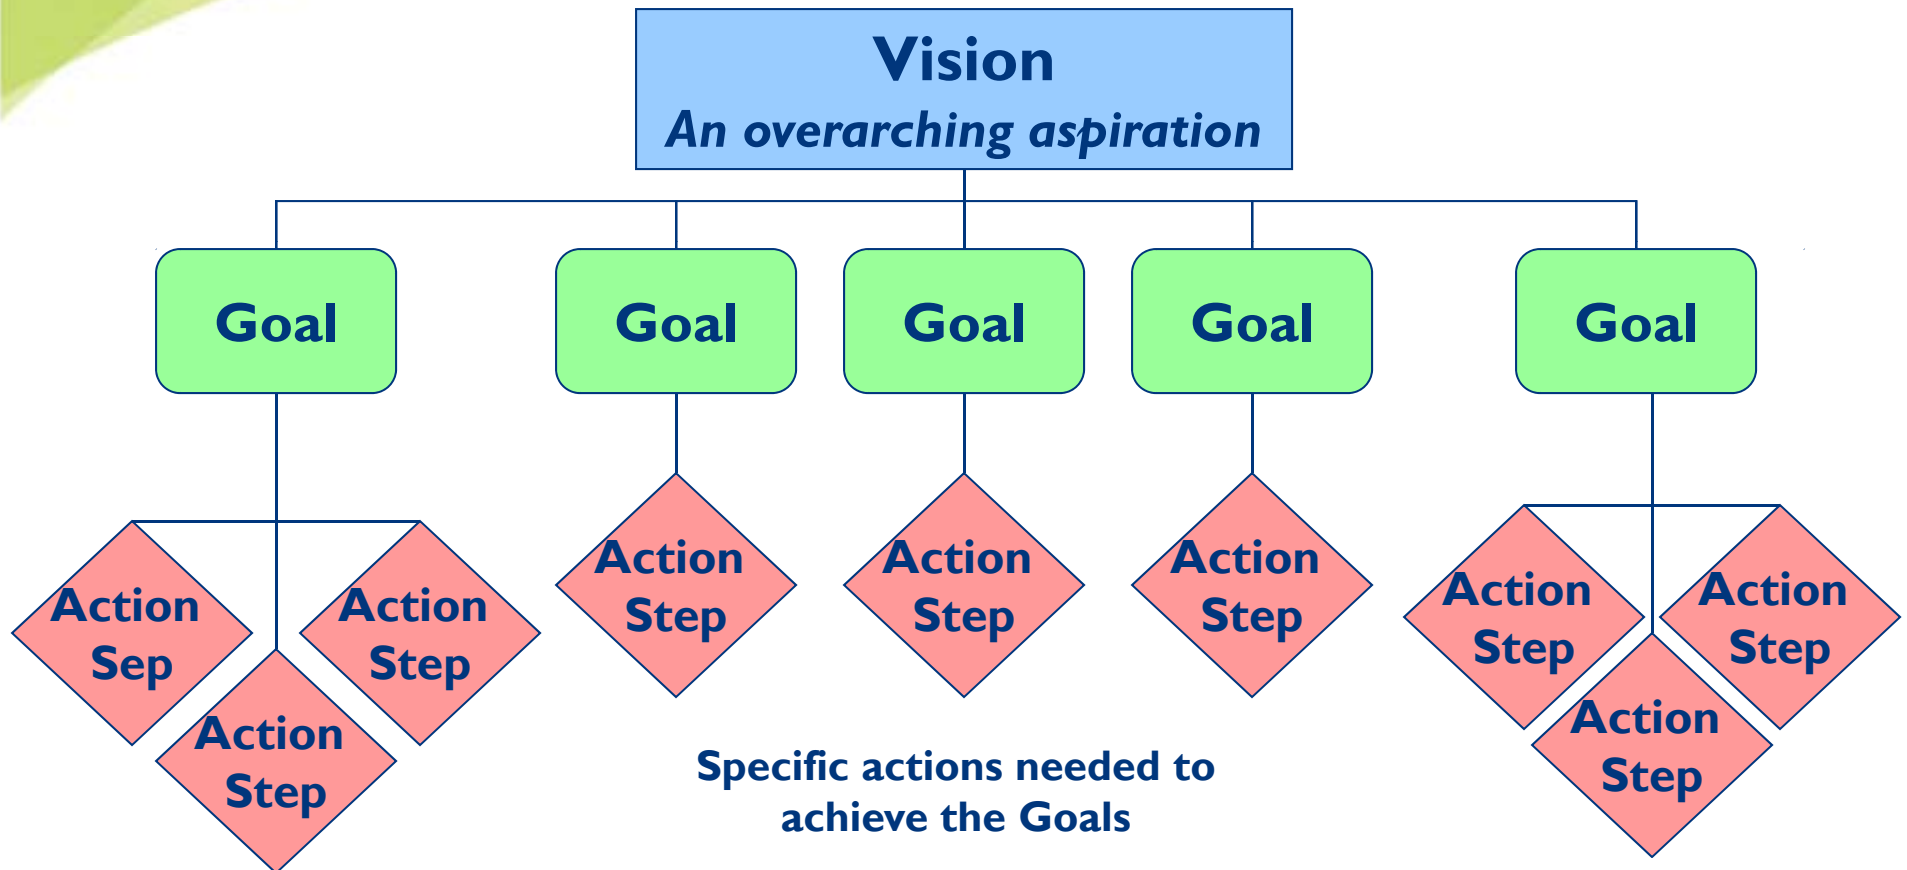 Vision
An overarching aspiration
Goal
Goal
Goal
Goal
Goal
Action
Sep
Action
Step
Action
Step
Action
Step
Action
Step
Action
Step
Action
Step
Action
Step
Action
Step
Specific actions needed to
achieve the Goals